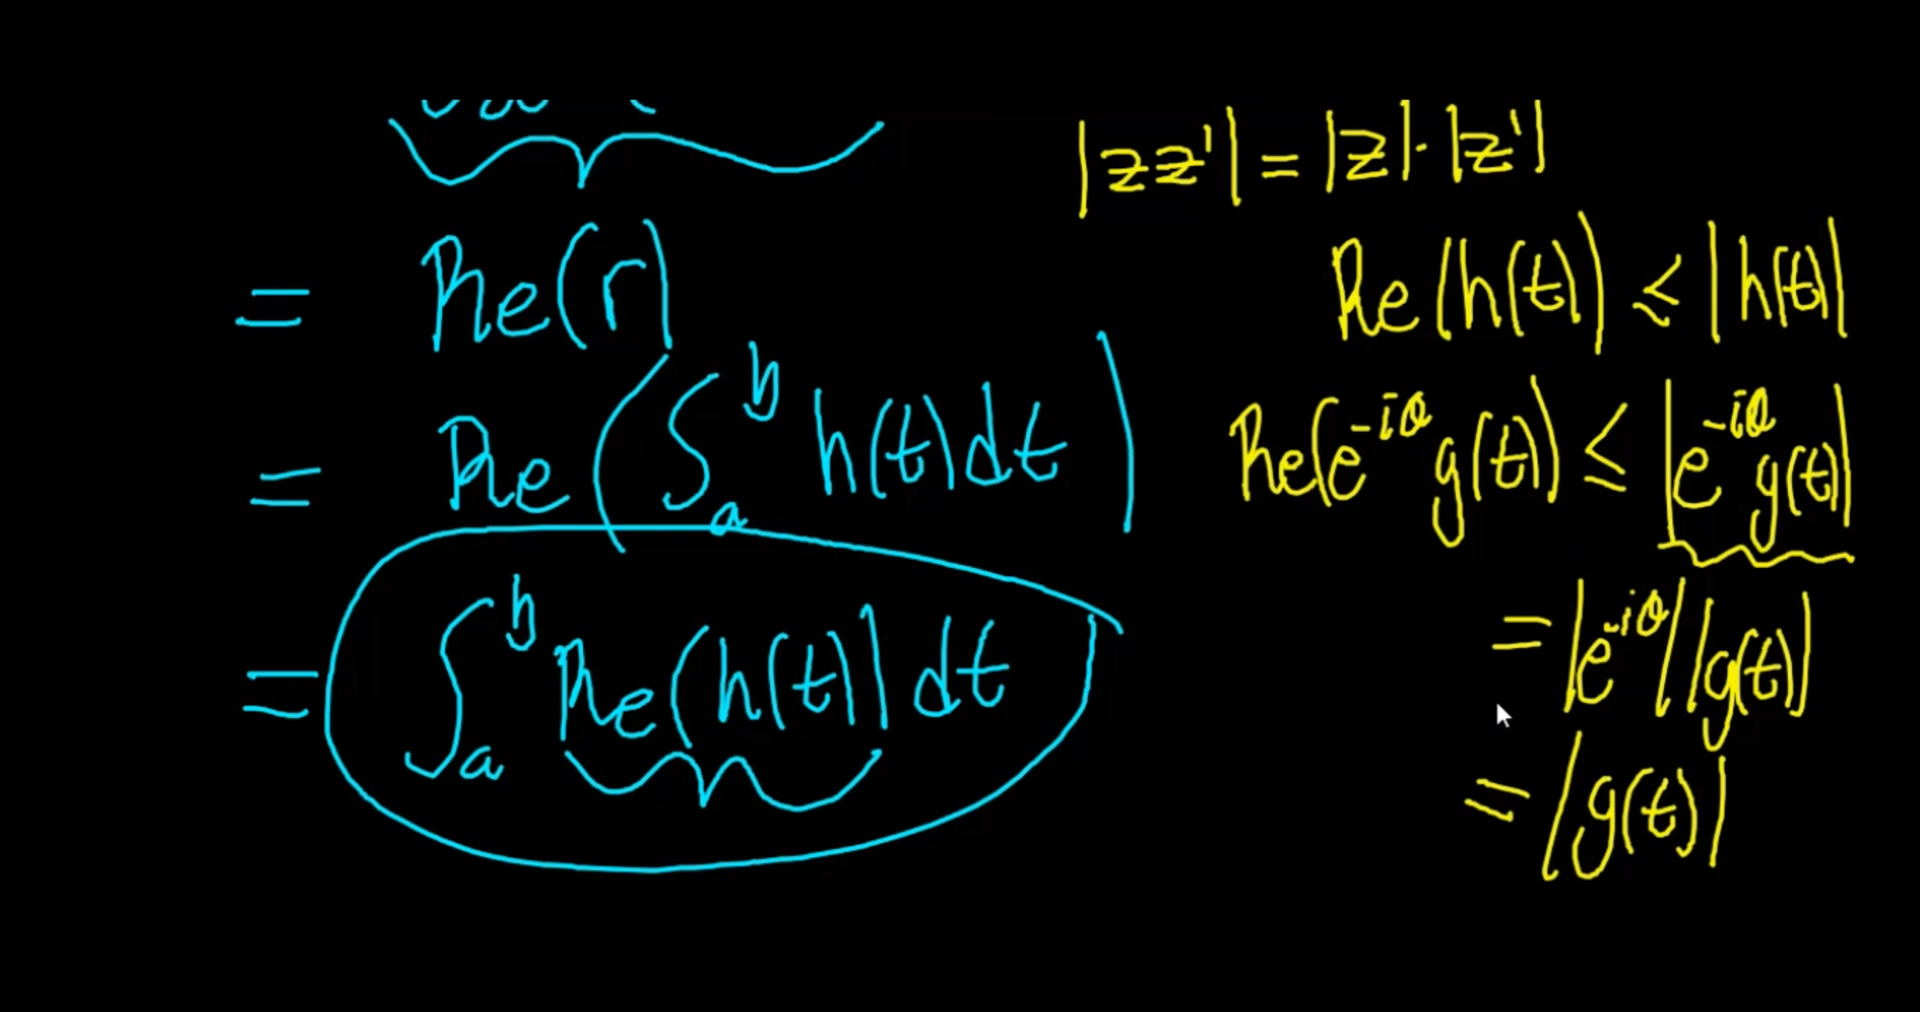 = Re(r)
= Re(∫_a^b h(t)dt)
= ∫_a^b Re(h(t))dt
|zz'| = |z|·|z'|
Re(h(t)) ≤ |h(t)|
Re(e^{-iθ}g(t)) ≤ |e^{-iθ}g(t)|
= |e^{-iθ}||g(t)|
= |g(t)|